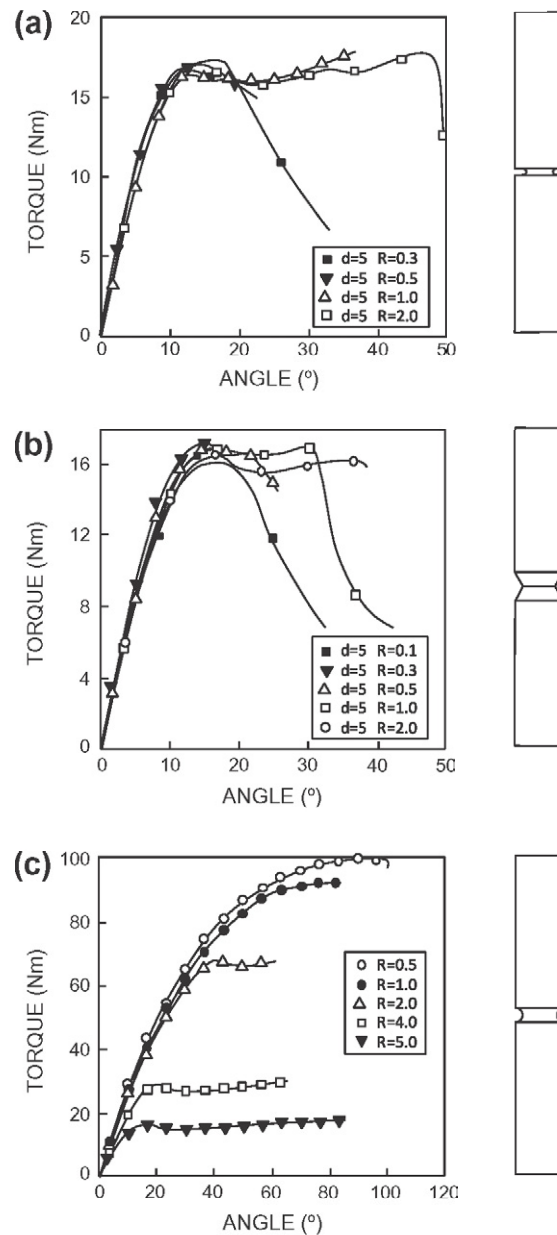 (a)
20
15
10
5
0
TORQUE (Nm)
d=5 R=0.3
d=5 R=0.5
d=5 R=1.0
d=5 R=2.0
0 10 20 30 40 50
ANGLE (º)
(b)
16
12
8
4
0
TORQUE (Nm)
d=5 R=0.1
d=5 R=0.3
d=5 R=0.5
d=5 R=1.0
d=5 R=2.0
0 10 20 30 40 50
ANGLE (º)
(c)
100
80
60
40
20
0
TORQUE (Nm)
R=0.5
R=1.0
R=2.0
R=4.0
R=5.0
0 20 40 60 80 100 120
ANGLE (º)